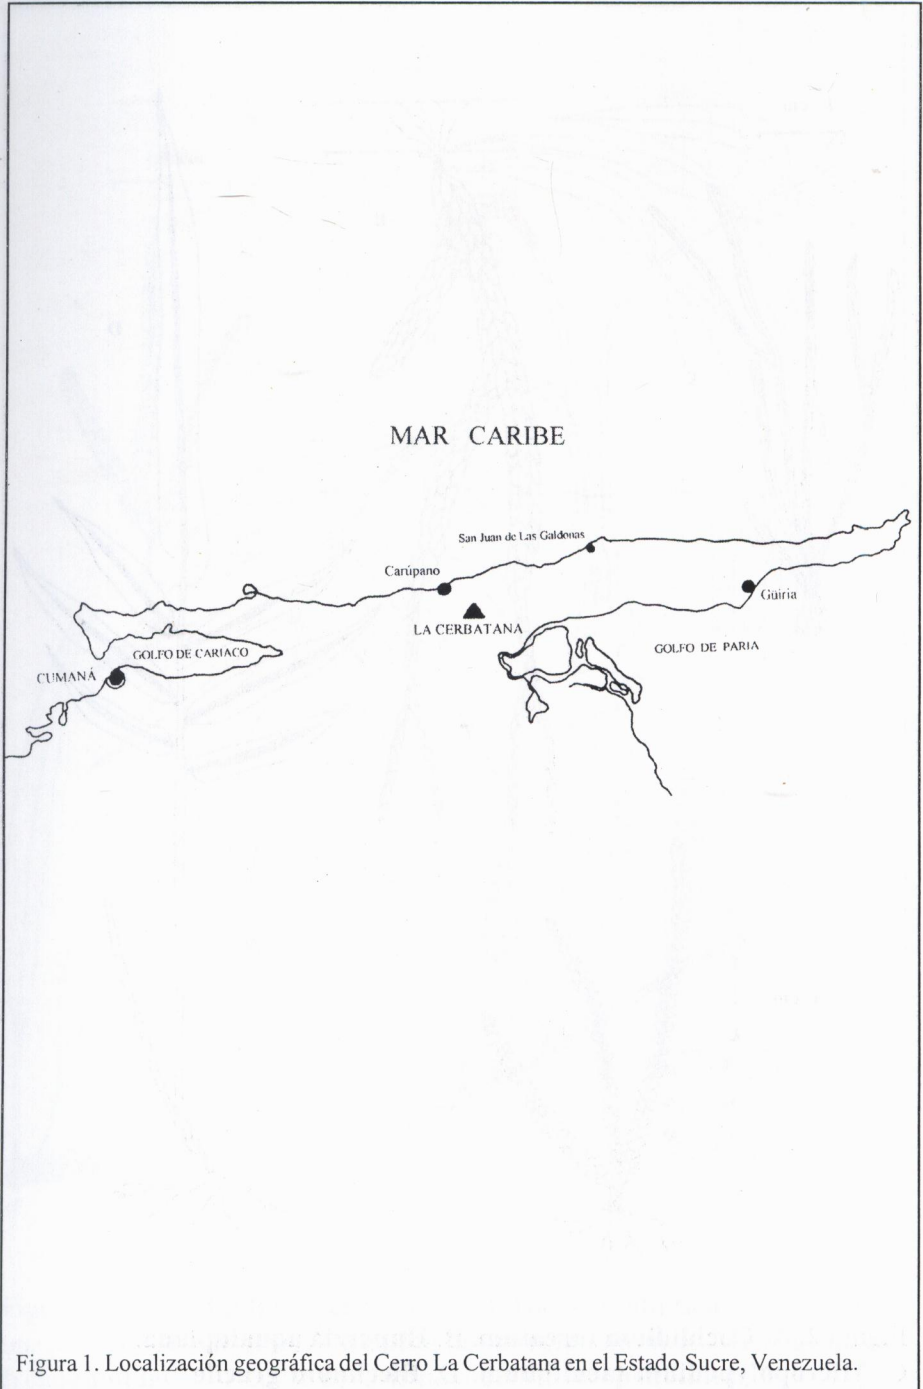 MAR CARIBE
San Juan de Las Galdonas
Carúpano
Güiria
LA CERBATANA
GOLFO DE CARIACO
GOLFO DE PARIA
CUMANÁ
Figura 1. Localización geográfica del Cerro La Cerbatana en el Estado Sucre, Venezuela.